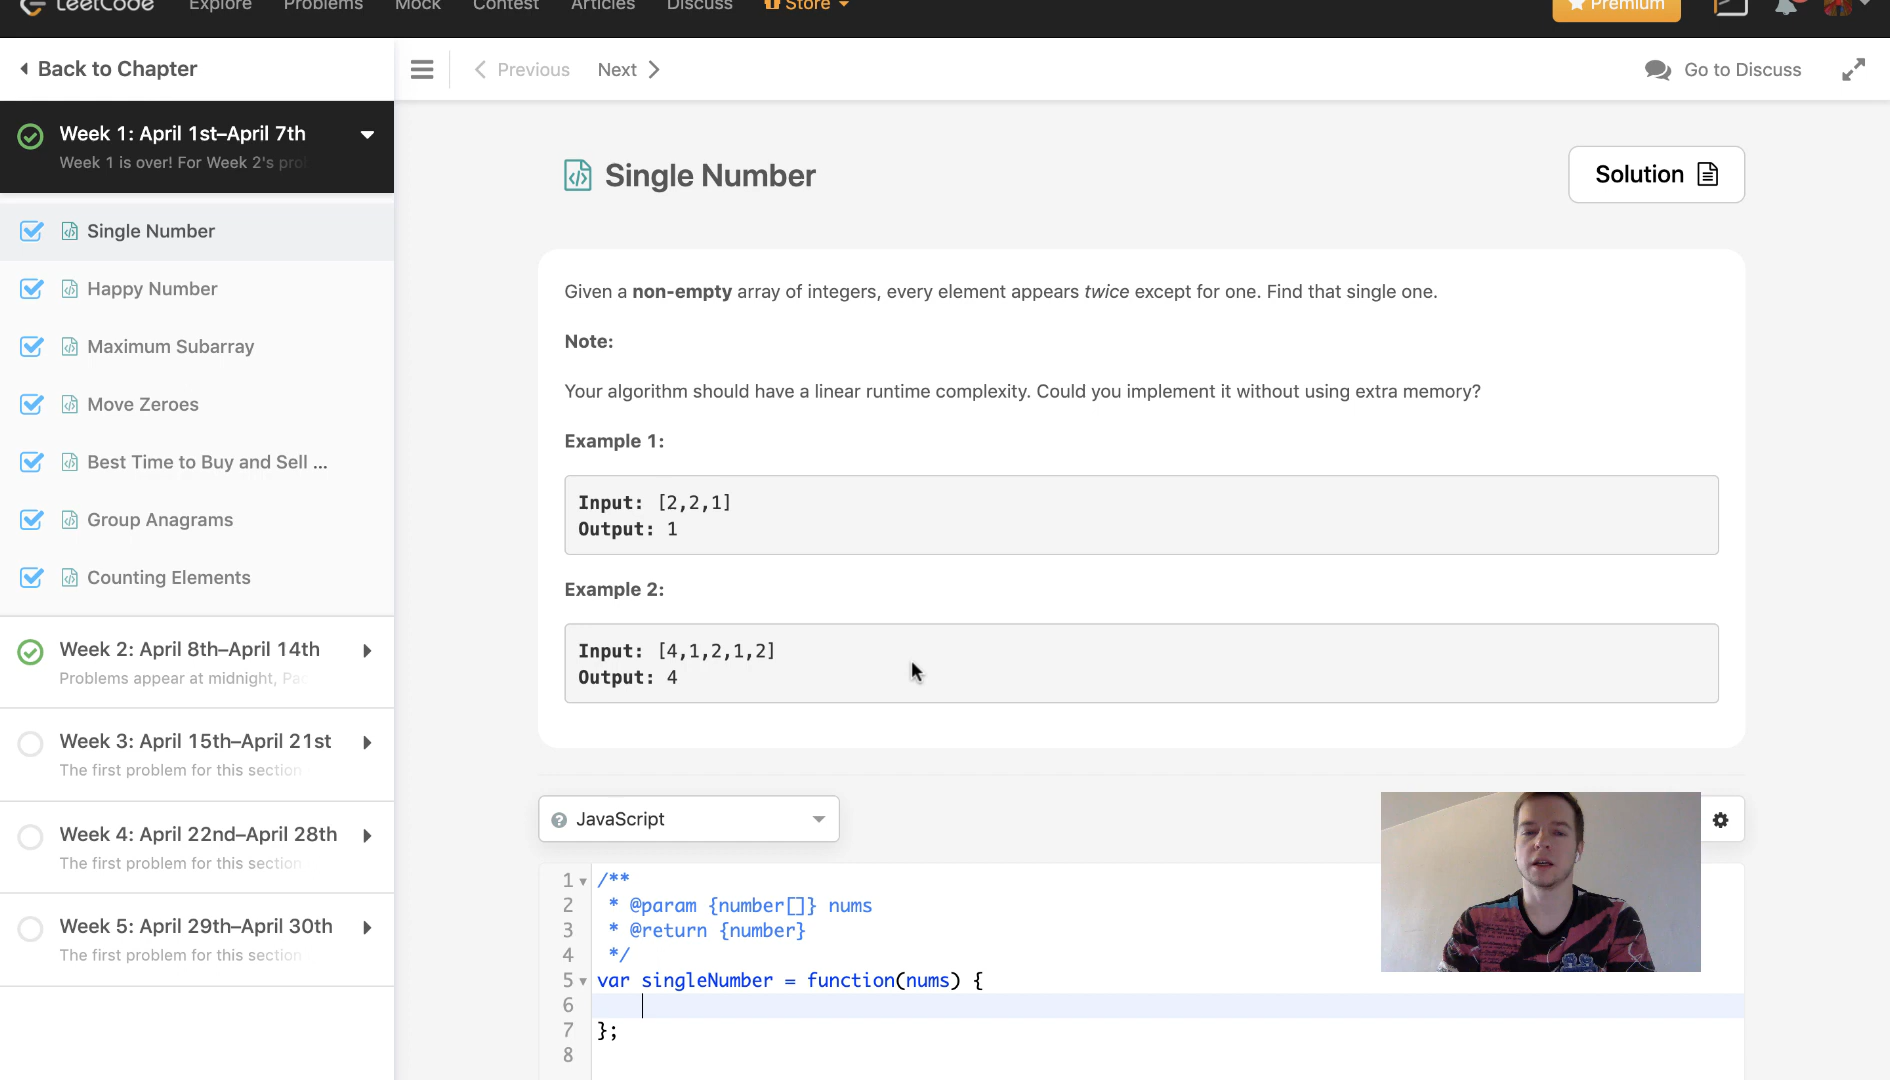 LeetCode
Explore
Problems
Mock
Contest
Articles
Discuss
Store
Premium
Back to Chapter
Previous
Next
Go to Discuss
Week 1: April 1st–April 7th
Week 1 is over! For Week 2's pro
Single Number
Happy Number
Maximum Subarray
Move Zeroes
Best Time to Buy and Sell ...
Group Anagrams
Counting Elements
Week 2: April 8th–April 14th
Problems appear at midnight, Pac
Week 3: April 15th–April 21st
The first problem for this section
Week 4: April 22nd–April 28th
The first problem for this section
Week 5: April 29th–April 30th
The first problem for this section
Single Number
Solution
Given a non-empty array of integers, every element appears twice except for one. Find that single one.
Note:
Your algorithm should have a linear runtime complexity. Could you implement it without using extra memory?
Example 1:
Input: [2,2,1]
Output: 1
Example 2:
Input: [4,1,2,1,2]
Output: 4
JavaScript
1 /**
2 * @param {number[]} nums
3 * @return {number}
4 */
5 var singleNumber = function(nums) {
6
7 };
8